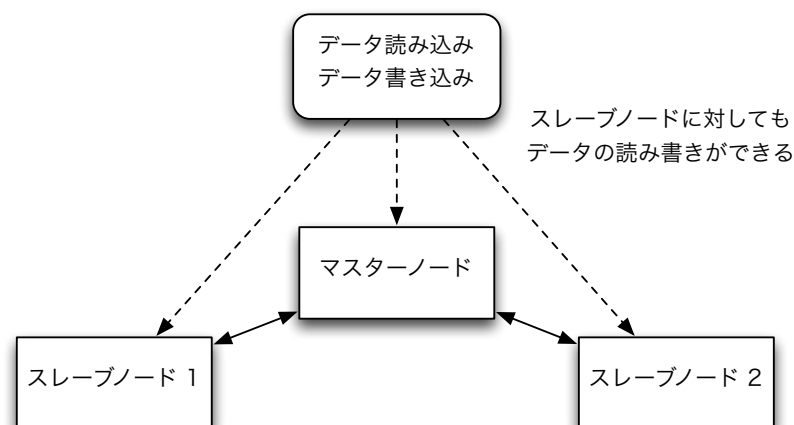 データ読み込み
データ書き込み
スレーブノードに対しても
データの読み書きができる
マスターノード
スレーブノード 1
スレーブノード 2